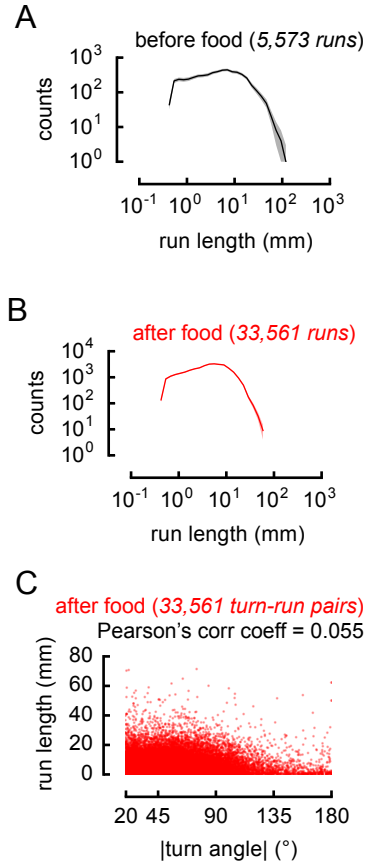 A
before food (5,573 runs)
counts
10³
10²
10¹
10⁰
10⁻¹ 10⁰ 10¹ 10² 10³
run length (mm)
B
after food (33,561 runs)
counts
10⁴
10³
10²
10¹
10⁰
10⁻¹ 10⁰ 10¹ 10² 10³
run length (mm)
C
after food (33,561 turn-run pairs)
Pearson's corr coeff = 0.055
run length (mm)
80
60
40
20
0
20 45 90 135 180
|turn angle| (°)